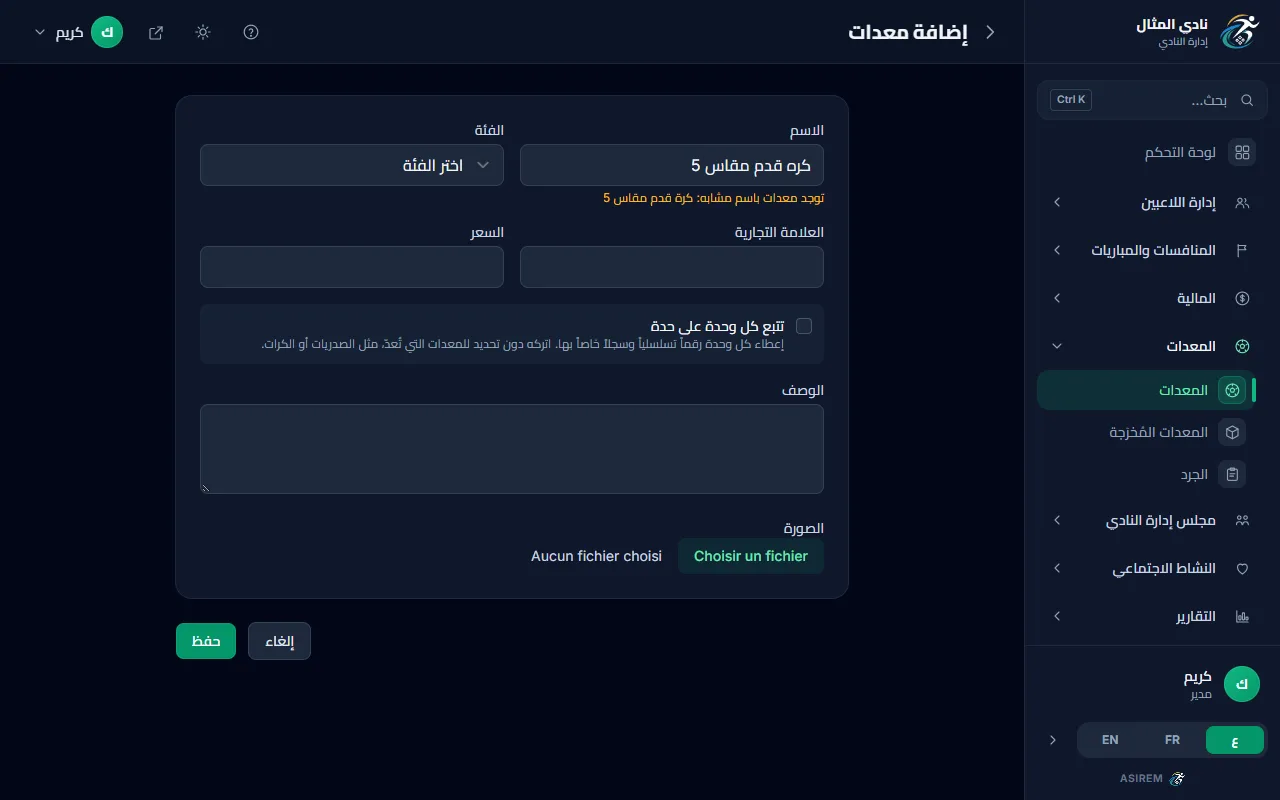 نادي المثال
إدارة النادي
بحث...
Ctrl K
لوحة التحكم
إدارة اللاعبين
المنافسات والمباريات
المالية
المعدات
المعدات
المعدات المُخرَجة
الجرد
مجلس إدارة النادي
النشاط الاجتماعي
التقارير
ك
كريم
مدير
ع
FR
EN
ASIREM
إضافة معدات
ك
كريم
الاسم
الفئة
كره قدم مقاس 5
اختر الفئة
توجد معدات باسم مشابه: كرة قدم مقاس 5
العلامة التجارية
السعر
تتبع كل وحدة على حدة
إعطاء كل وحدة رقماً تسلسلياً وسجلاً خاصاً بها. اتركه دون تحديد للمعدات التي تُعدّ، مثل الصدريات أو الكرات.
الوصف
الصورة
Choisir un fichier
Aucun fichier choisi
إلغاء
حفظ